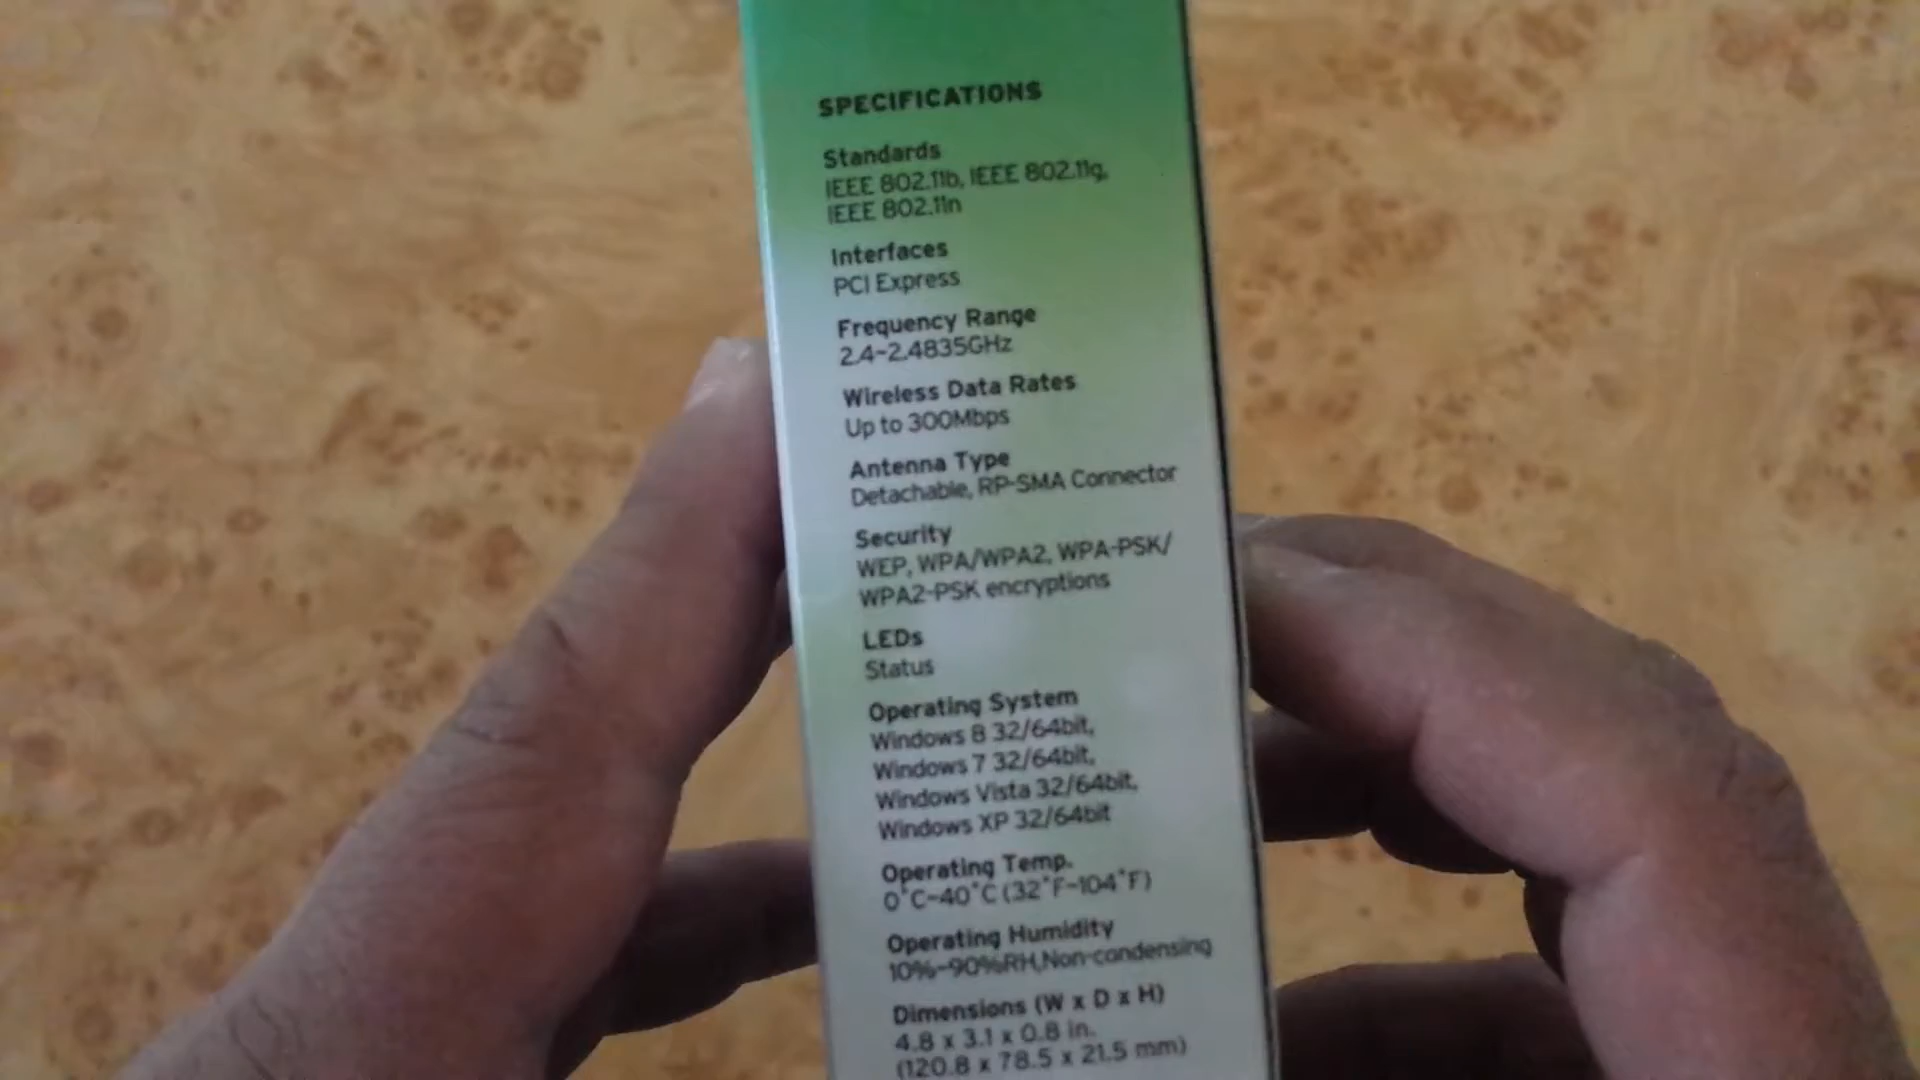 SPECIFICATIONS
Standards
IEEE 802.11b, IEEE 802.11g,
IEEE 802.11n
Interfaces
PCI Express
Frequency Range
2.4~2.4835GHz
Wireless Data Rates
Up to 300Mbps
Antenna Type
Detachable, RP-SMA Connector
Security
WEP, WPA/WPA2, WPA-PSK/
WPA2-PSK encryptions
LEDs
Status
Operating System
Windows 8 32/64bit,
Windows 7 32/64bit,
Windows Vista 32/64bit,
Windows XP 32/64bit
Operating Temp.
0°C~40°C (32°F~104°F)
Operating Humidity
10%~90%RH,Non-condensing
Dimensions (W x D x H)
4.8 x 3.1 x 0.8 in.
(120.8 x 78.5 x 21.5 mm)